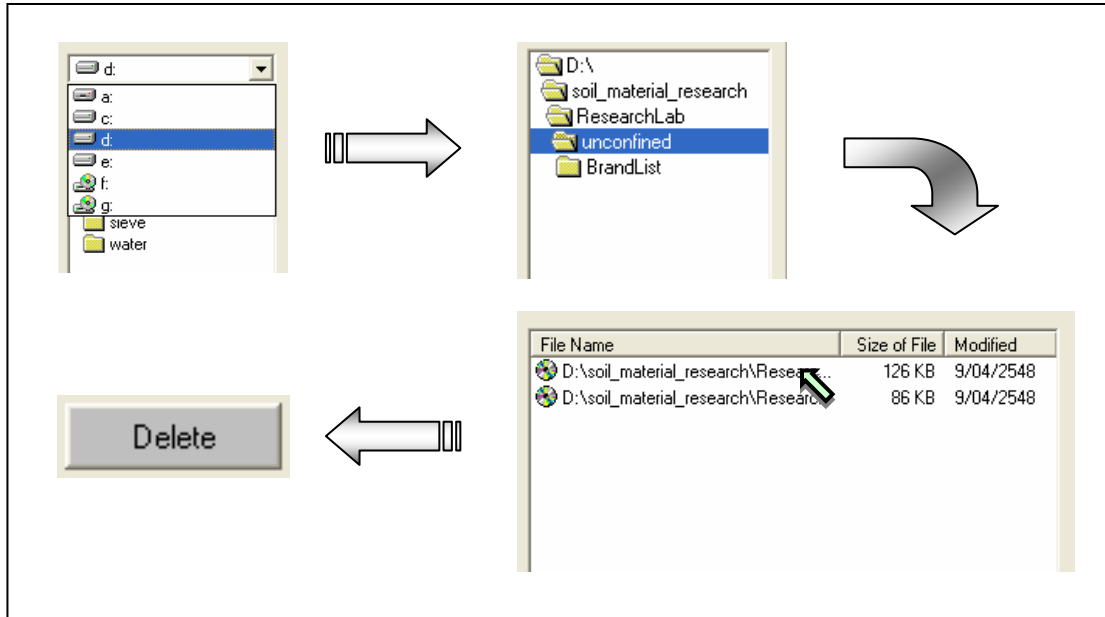 d:
a:
c:
d:
e:
f:
g:
sieve
water
D:\
soil_material_research
ResearchLab
unconfined
BrandList
File Name Size of File Modified
D:\soil_material_research\Researc... 126 KB 9/04/2548
D:\soil_material_research\Researc 86 KB 9/04/2548
Delete